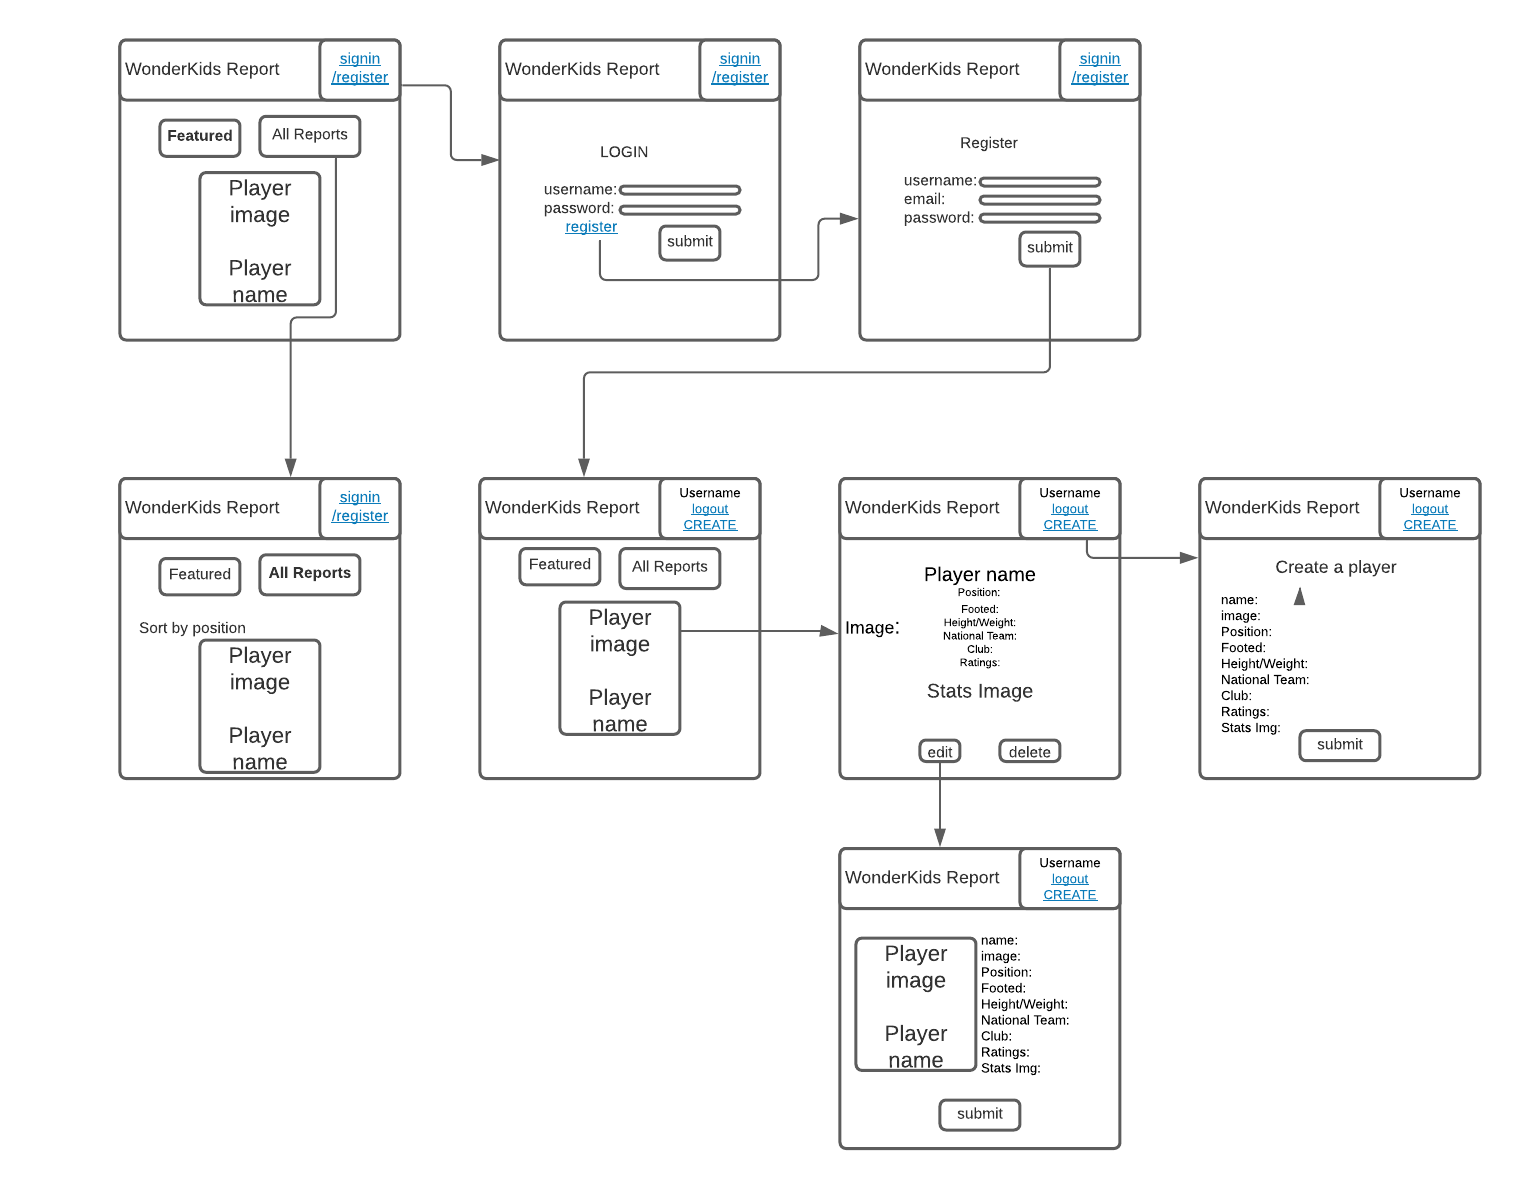 WonderKids Report
signin
/register
Featured
All Reports
Player
image
Player
name
WonderKids Report
signin
/register
LOGIN
username:
password:
register
submit
WonderKids Report
signin
/register
Register
username:
email:
password:
submit
WonderKids Report
signin
/register
Featured
All Reports
Sort by position
Player
image
Player
name
WonderKids Report
Username
logout
CREATE
Featured
All Reports
Player
image
Player
name
WonderKids Report
Username
logout
CREATE
Player name
Position:
Footed:
Image:
Height/Weight:
National Team:
Club:
Ratings:
Stats Image
edit
delete
WonderKids Report
Username
logout
CREATE
Create a player
name:
image:
Position:
Footed:
Height/Weight:
National Team:
Club:
Ratings:
Stats Img:
submit
WonderKids Report
Username
logout
CREATE
Player
image
Player
name
name:
image:
Position:
Footed:
Height/Weight:
National Team:
Club:
Ratings:
Stats Img:
submit